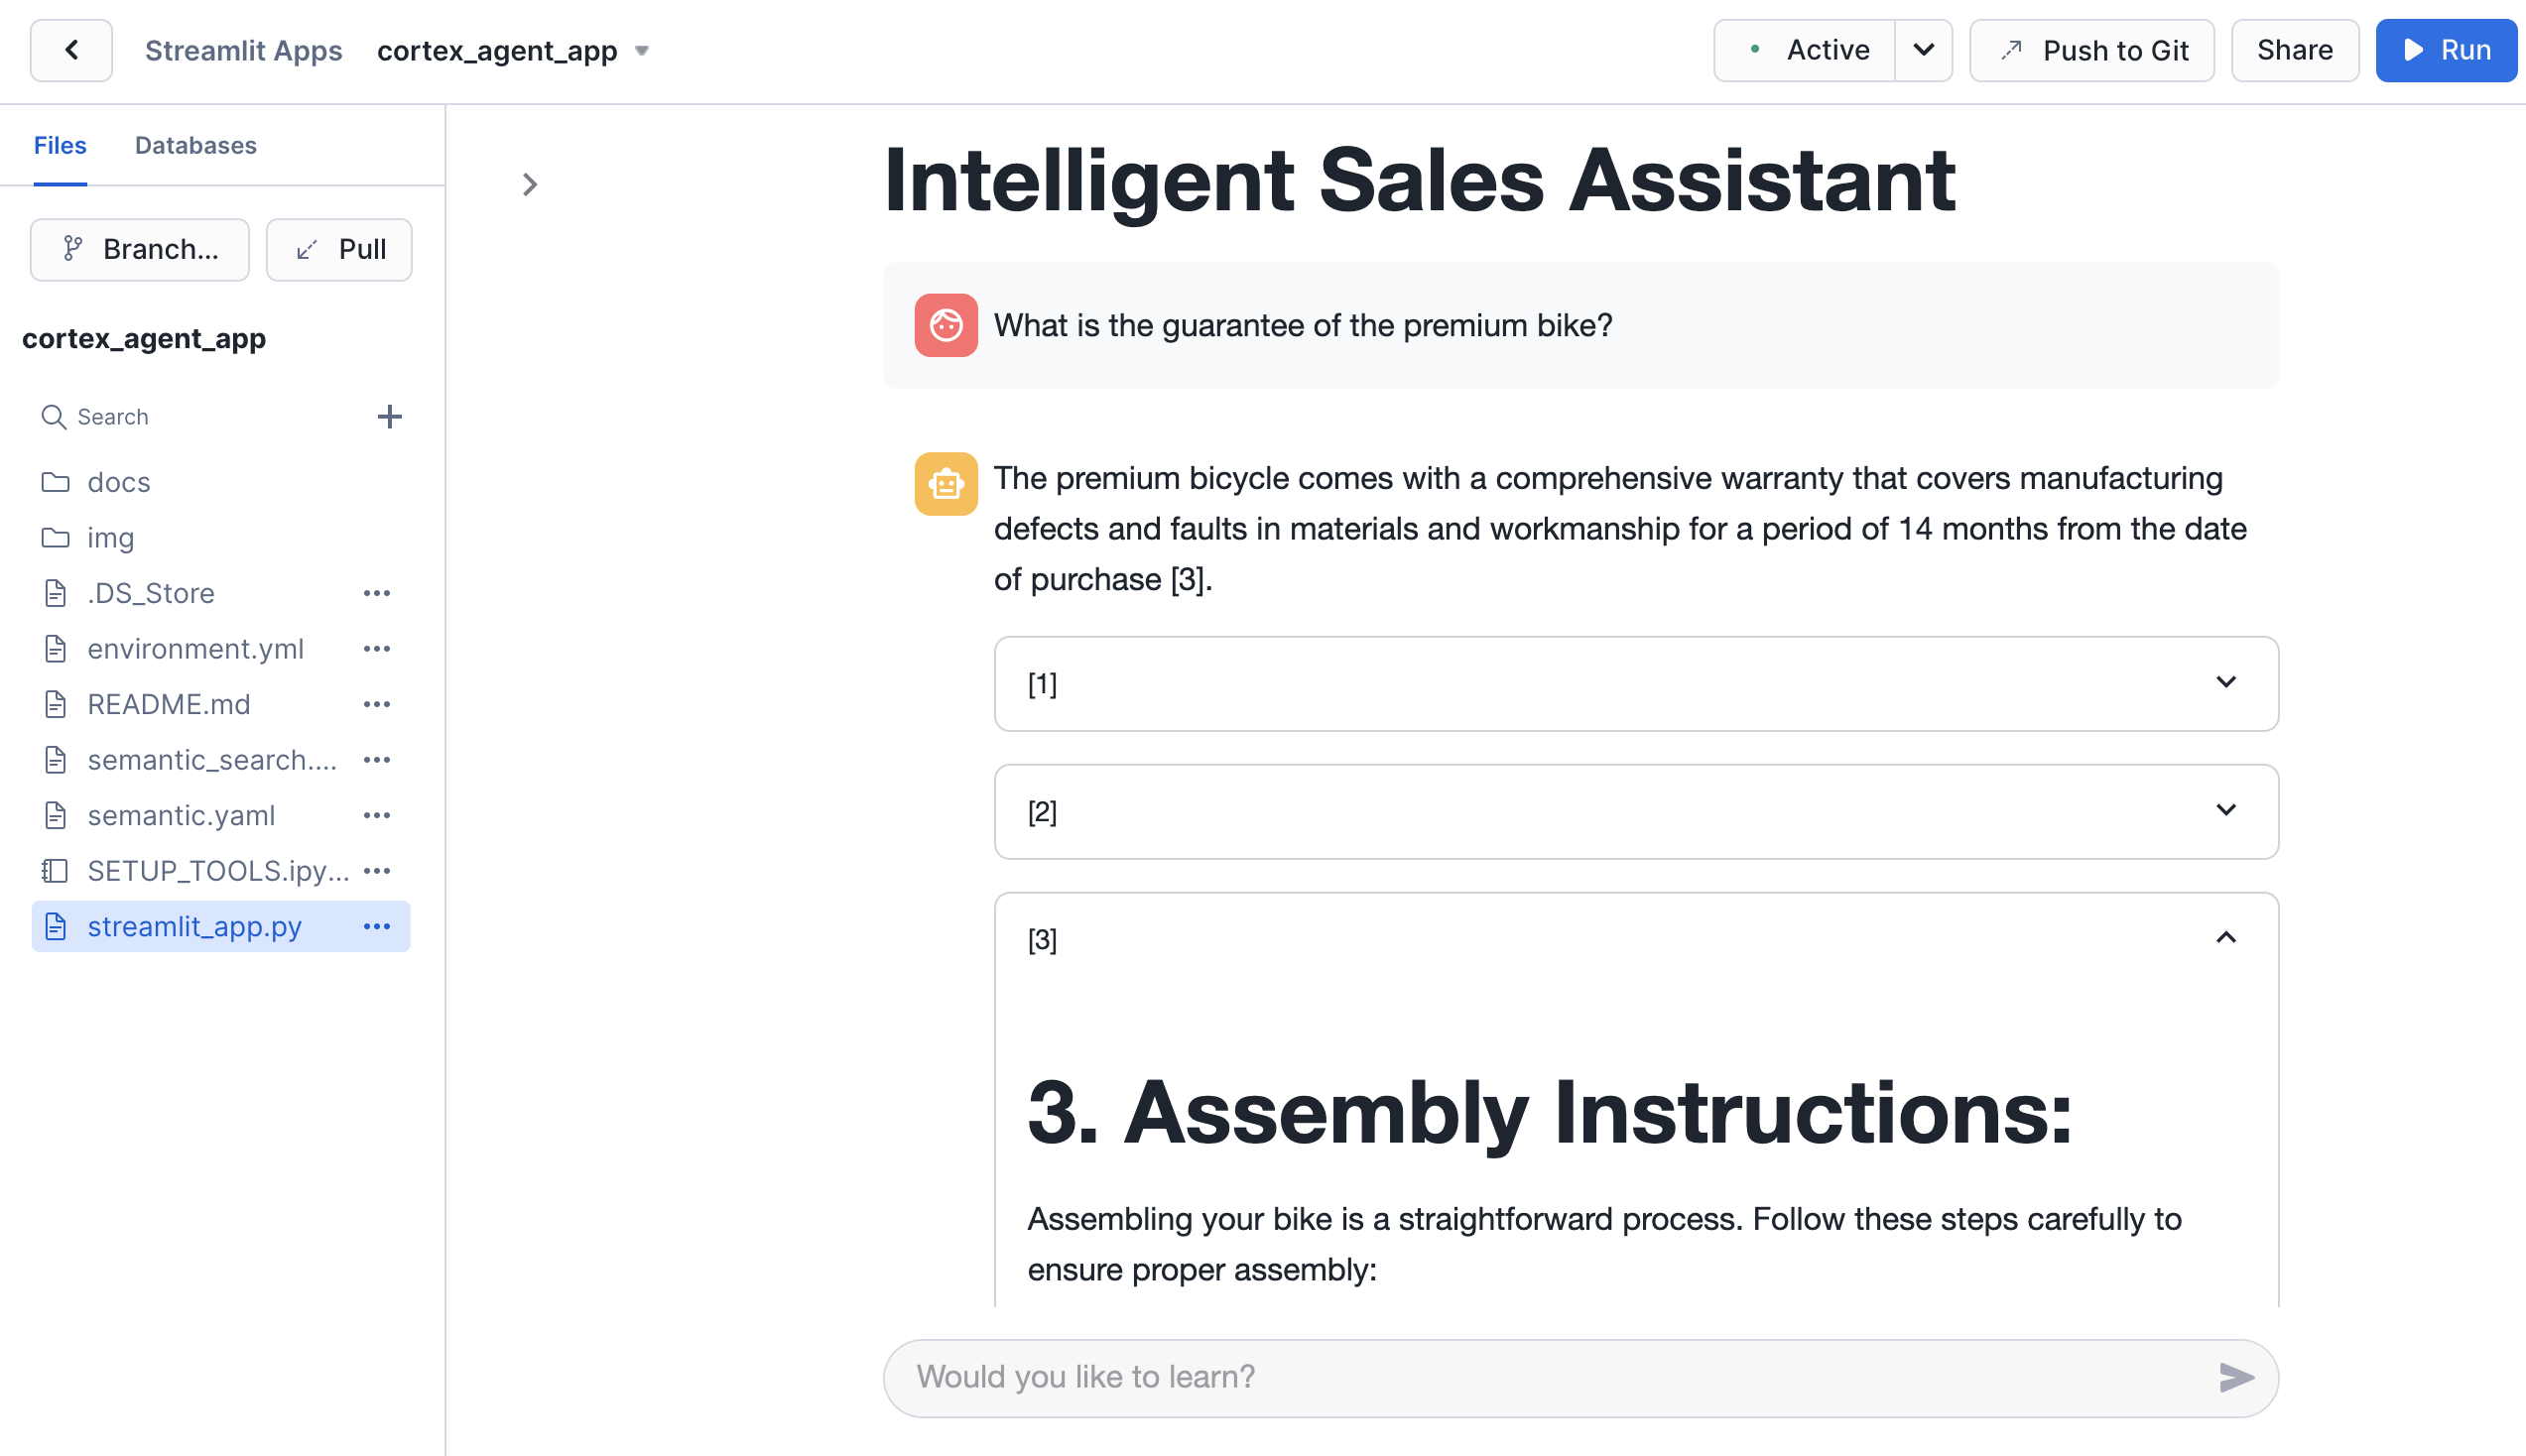 Streamlit Apps cortex_agent_app
Active
Push to Git
Share
Run
Files Databases
Branch...
Pull
cortex_agent_app
Search
docs
img
.DS_Store
environment.yml
README.md
semantic_search....
semantic.yaml
SETUP_TOOLS.ipy...
streamlit_app.py
Intelligent Sales Assistant
What is the guarantee of the premium bike?
The premium bicycle comes with a comprehensive warranty that covers manufacturing
defects and faults in materials and workmanship for a period of 14 months from the date
of purchase [3].
[1]
[2]
[3]
3. Assembly Instructions:
Assembling your bike is a straightforward process. Follow these steps carefully to
ensure proper assembly:
Would you like to learn?